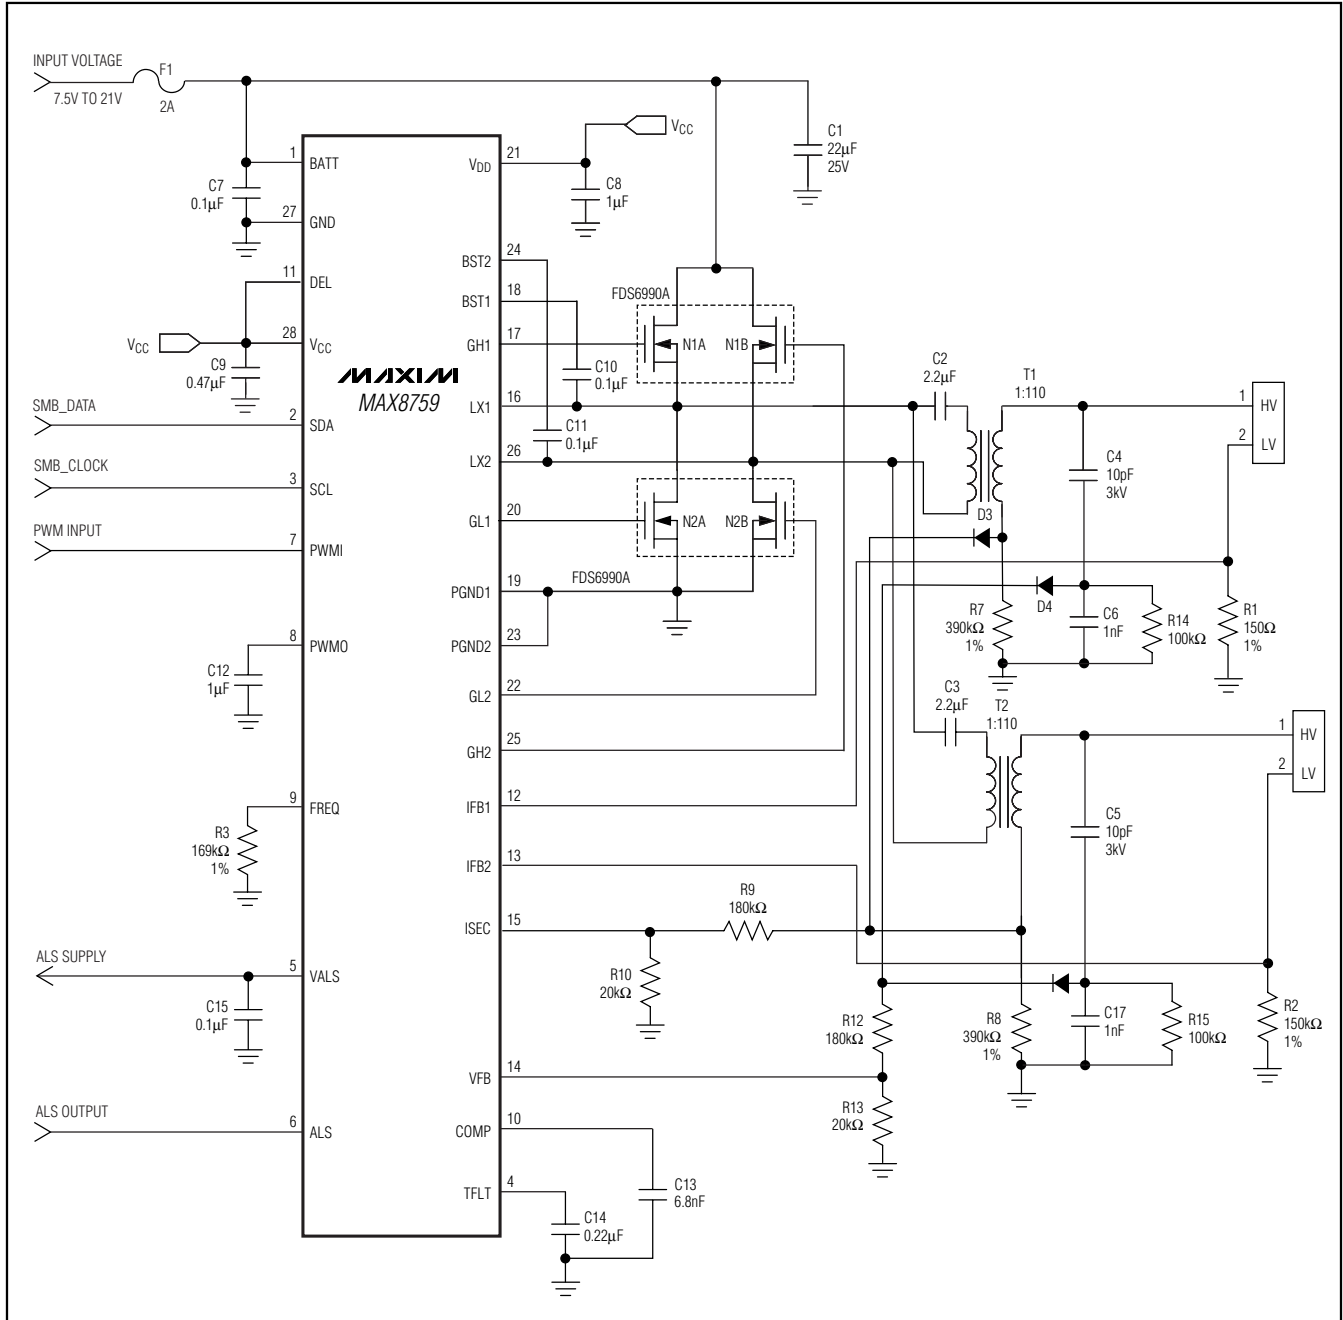 INPUT VOLTAGE
7.5V TO 21V
F1
2A
VCC
C1
22µF
25V
1
BATT
VDD
21
C7
0.1µF
C8
1µF
27
GND
BST2
24
11
DEL
BST1
18
FDS6990A
GH1
17
N1A
N1B
VCC
28
VCC
C9
0.47µF
MAXIM
MAX8759
C10
0.1µF
C2
2.2µF
T1
1:110
1
HV
2
LV
LX1
16
SMB_DATA
2
SDA
C11
0.1µF
LX2
26
C4
10pF
3kV
SMB_CLOCK
3
SCL
GL1
20
N2A
N2B
D3
PWM INPUT
7
PWMI
PGND1
19
FDS6990A
D4
R7
390kΩ
1%
C6
1nF
R14
100kΩ
R1
150Ω
1%
8
PWMO
PGND2
23
C12
1µF
GL2
22
C3
2.2µF
T2
1:110
1
HV
2
LV
GH2
25
9
FREQ
IFB1
12
R3
169kΩ
1%
C5
10pF
3kV
IFB2
13
R9
180kΩ
ISEC
15
ALS SUPPLY
5
VALS
R10
20kΩ
C15
0.1µF
R12
180kΩ
R8
390kΩ
1%
C17
1nF
R15
100kΩ
R2
150kΩ
1%
VFB
14
R13
20kΩ
ALS OUTPUT
6
ALS
COMP
10
TFLT
4
C13
6.8nF
C14
0.22µF